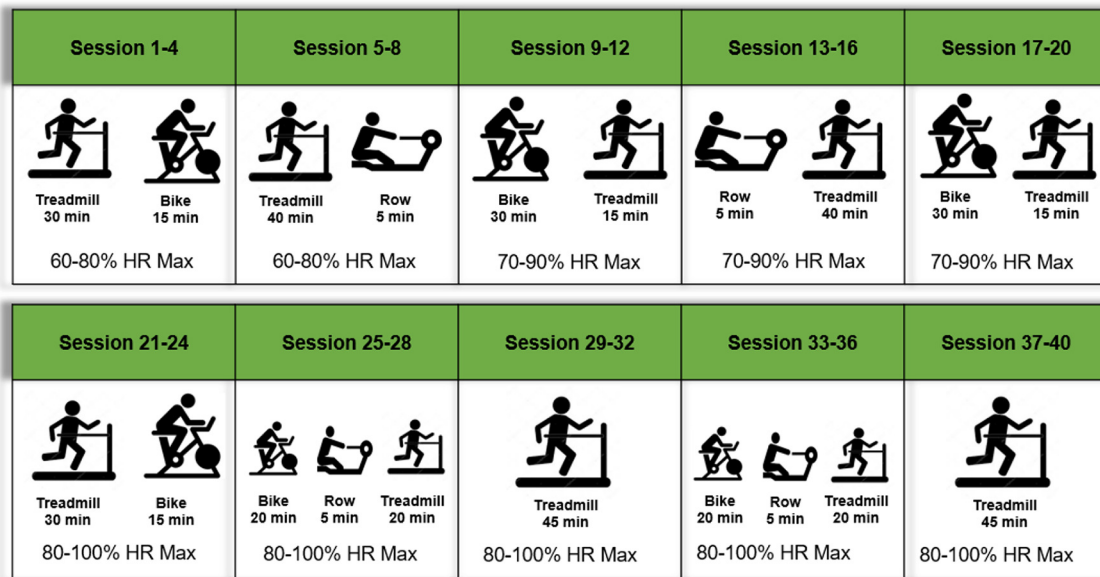 Session 1-4
Session 5-8
Session 9-12
Session 13-16
Session 17-20
Treadmill
30 min
Bike
15 min
60-80% HR Max
Treadmill
40 min
Row
5 min
60-80% HR Max
Bike
30 min
Treadmill
15 min
70-90% HR Max
Row
5 min
Treadmill
40 min
70-90% HR Max
Bike
30 min
Treadmill
15 min
70-90% HR Max
Session 21-24
Session 25-28
Session 29-32
Session 33-36
Session 37-40
Treadmill
30 min
Bike
15 min
80-100% HR Max
Bike
20 min
Row
5 min
Treadmill
20 min
80-100% HR Max
Treadmill
45 min
80-100% HR Max
Bike
20 min
Row
5 min
Treadmill
20 min
80-100% HR Max
Treadmill
45 min
80-100% HR Max